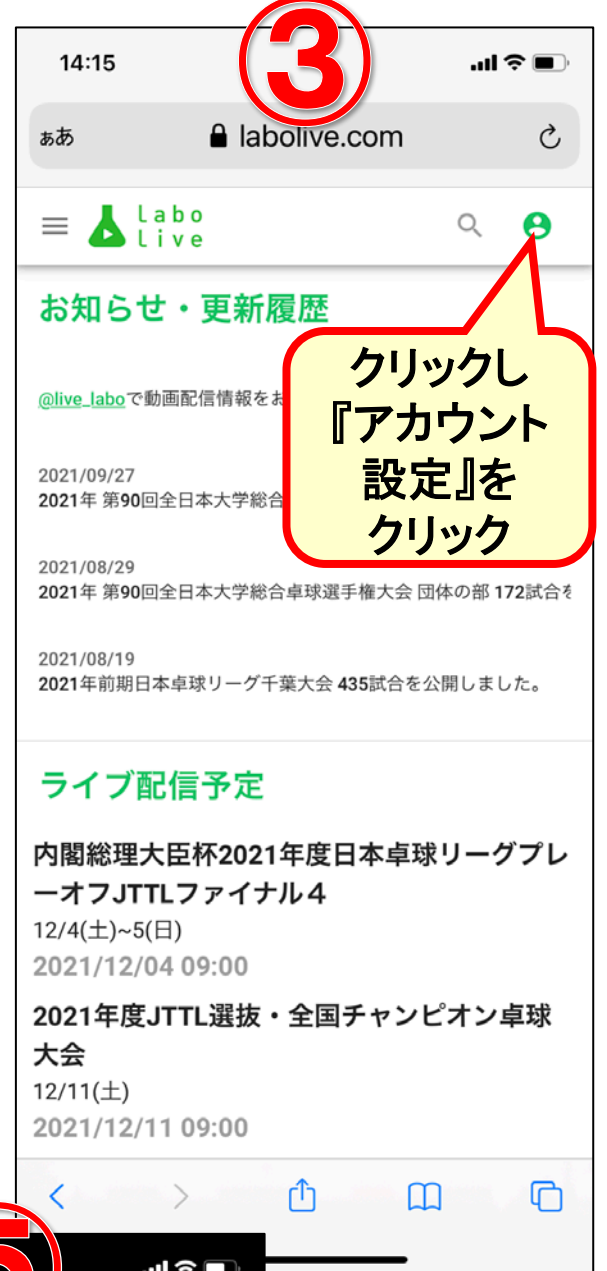 ③
14:15
ぁあ
labolive.com
Labo
Live
お知らせ・更新履歴
クリックし
『アカウント
設定』を
クリック
@live_laboで動画配信情報をお
2021/09/27
2021年 第90回全日本大学総合
2021/08/29
2021年 第90回全日本大学総合卓球選手権大会 団体の部 172試合を
2021/08/19
2021年前期日本卓球リーグ千葉大会 435試合を公開しました。
ライブ配信予定
内閣総理大臣杯2021年度日本卓球リーグプレ
ーオフJTTLファイナル４
12/4(土)~5(日)
2021/12/04 09:00
2021年度JTTL選抜・全国チャンピオン卓球
大会
12/11(土)
2021/12/11 09:00